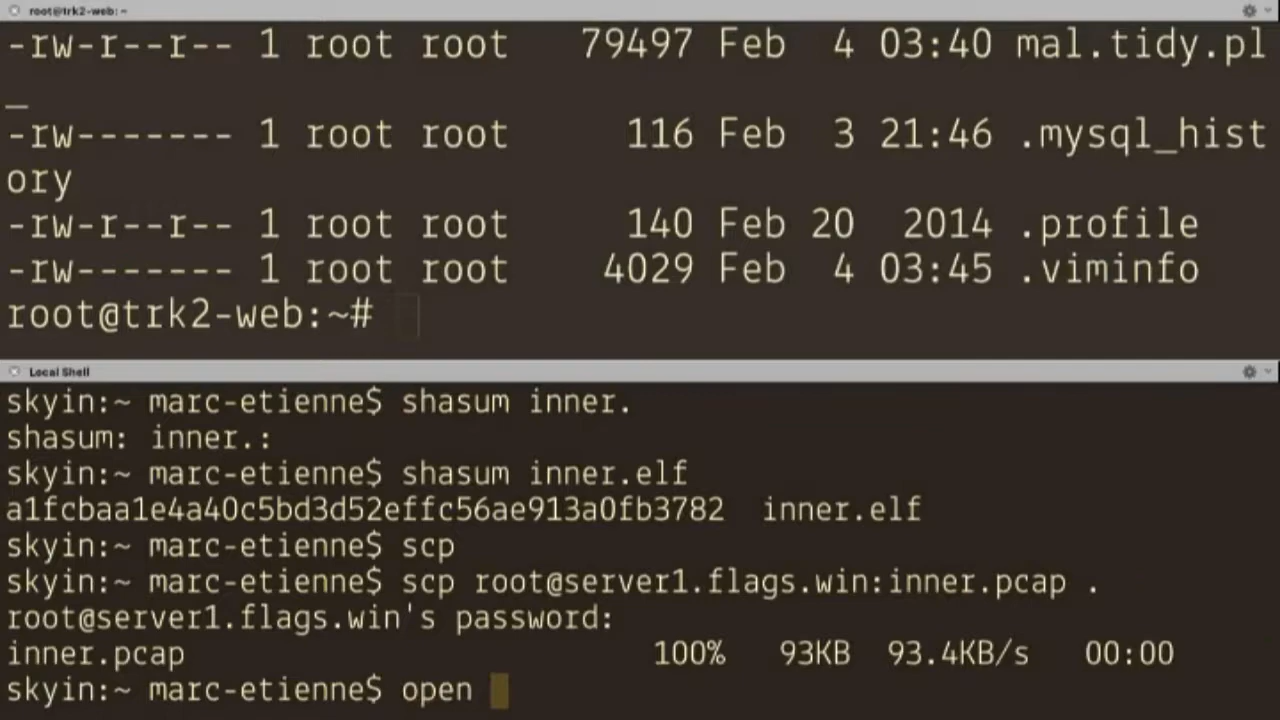 root@trk2-web: ~
-rw-r--r-- 1 root root 79497 Feb 4 03:40 mal.tidy.pl
_
-rw------- 1 root root 116 Feb 3 21:46 .mysql_hist
ory
-rw-r--r-- 1 root root 140 Feb 20 2014 .profile
-rw------- 1 root root 4029 Feb 4 03:45 .viminfo
root@trk2-web:~#
Local Shell
skyin:~ marc-etienne$ shasum inner.
shasum: inner.:
skyin:~ marc-etienne$ shasum inner.elf
a1fcbaa1e4a40c5bd3d52effc56ae913a0fb3782  inner.elf
skyin:~ marc-etienne$ scp
skyin:~ marc-etienne$ scp root@server1.flags.win:inner.pcap .
root@server1.flags.win's password:
inner.pcap 100% 93KB 93.4KB/s 00:00
skyin:~ marc-etienne$ open